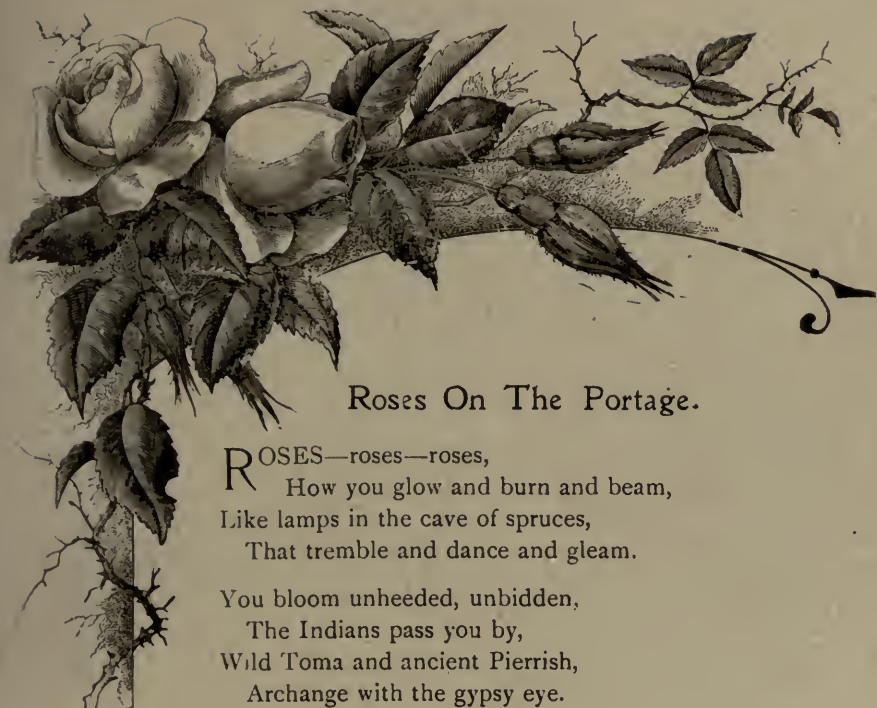 Roses On The Portage.
ROSES—roses—roses,
How you glow and burn and beam,
Like lamps in the cave of spruces,
That tremble and dance and gleam.
You bloom unheeded, unbidden,
The Indians pass you by,
Wild Toma and ancient Pierrish,
Archange with the gypsy eye.